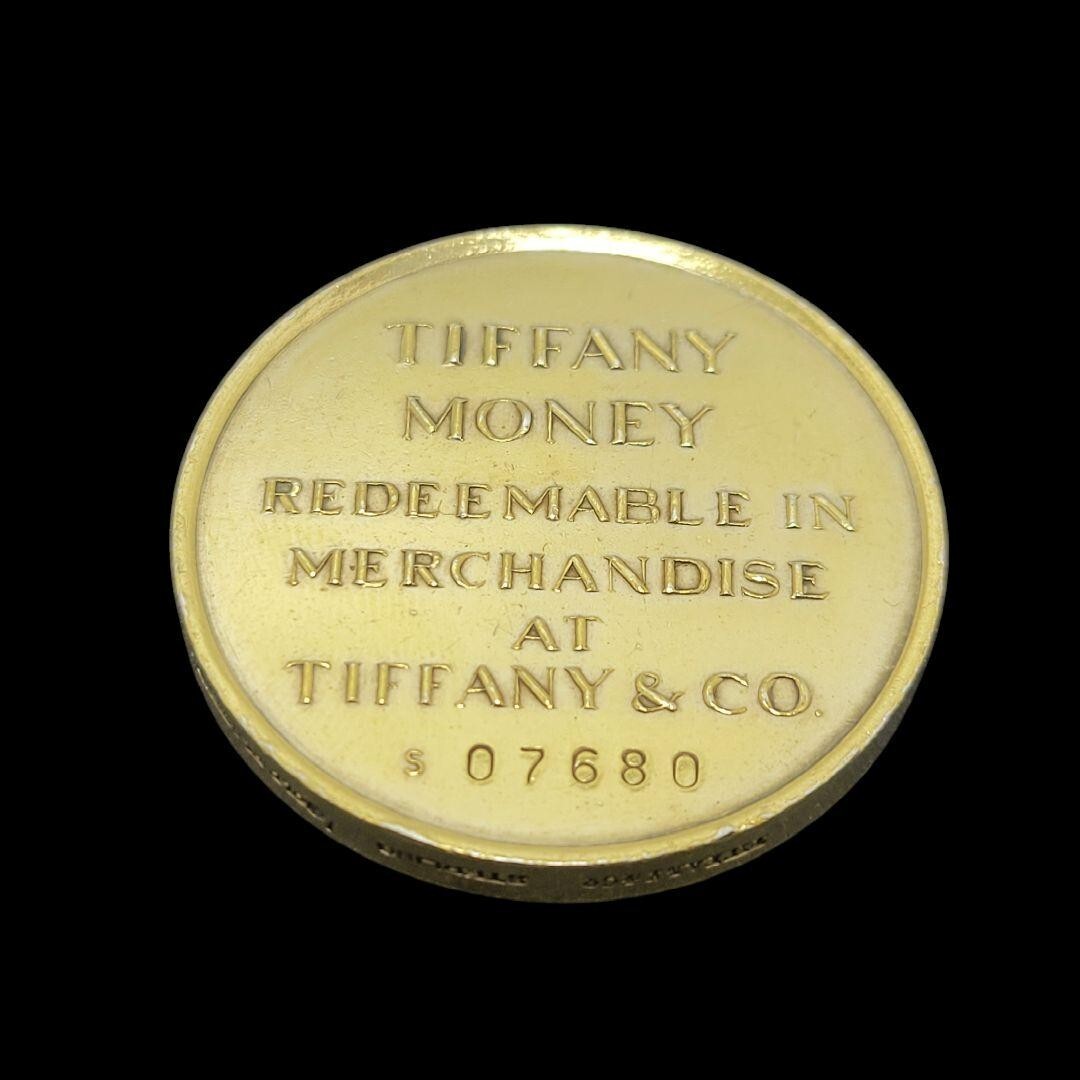 TIFFANY
MONEY
REDEEMABLE IN
MERCHANDISE
AT
TIFFANY & CO.
S 07680